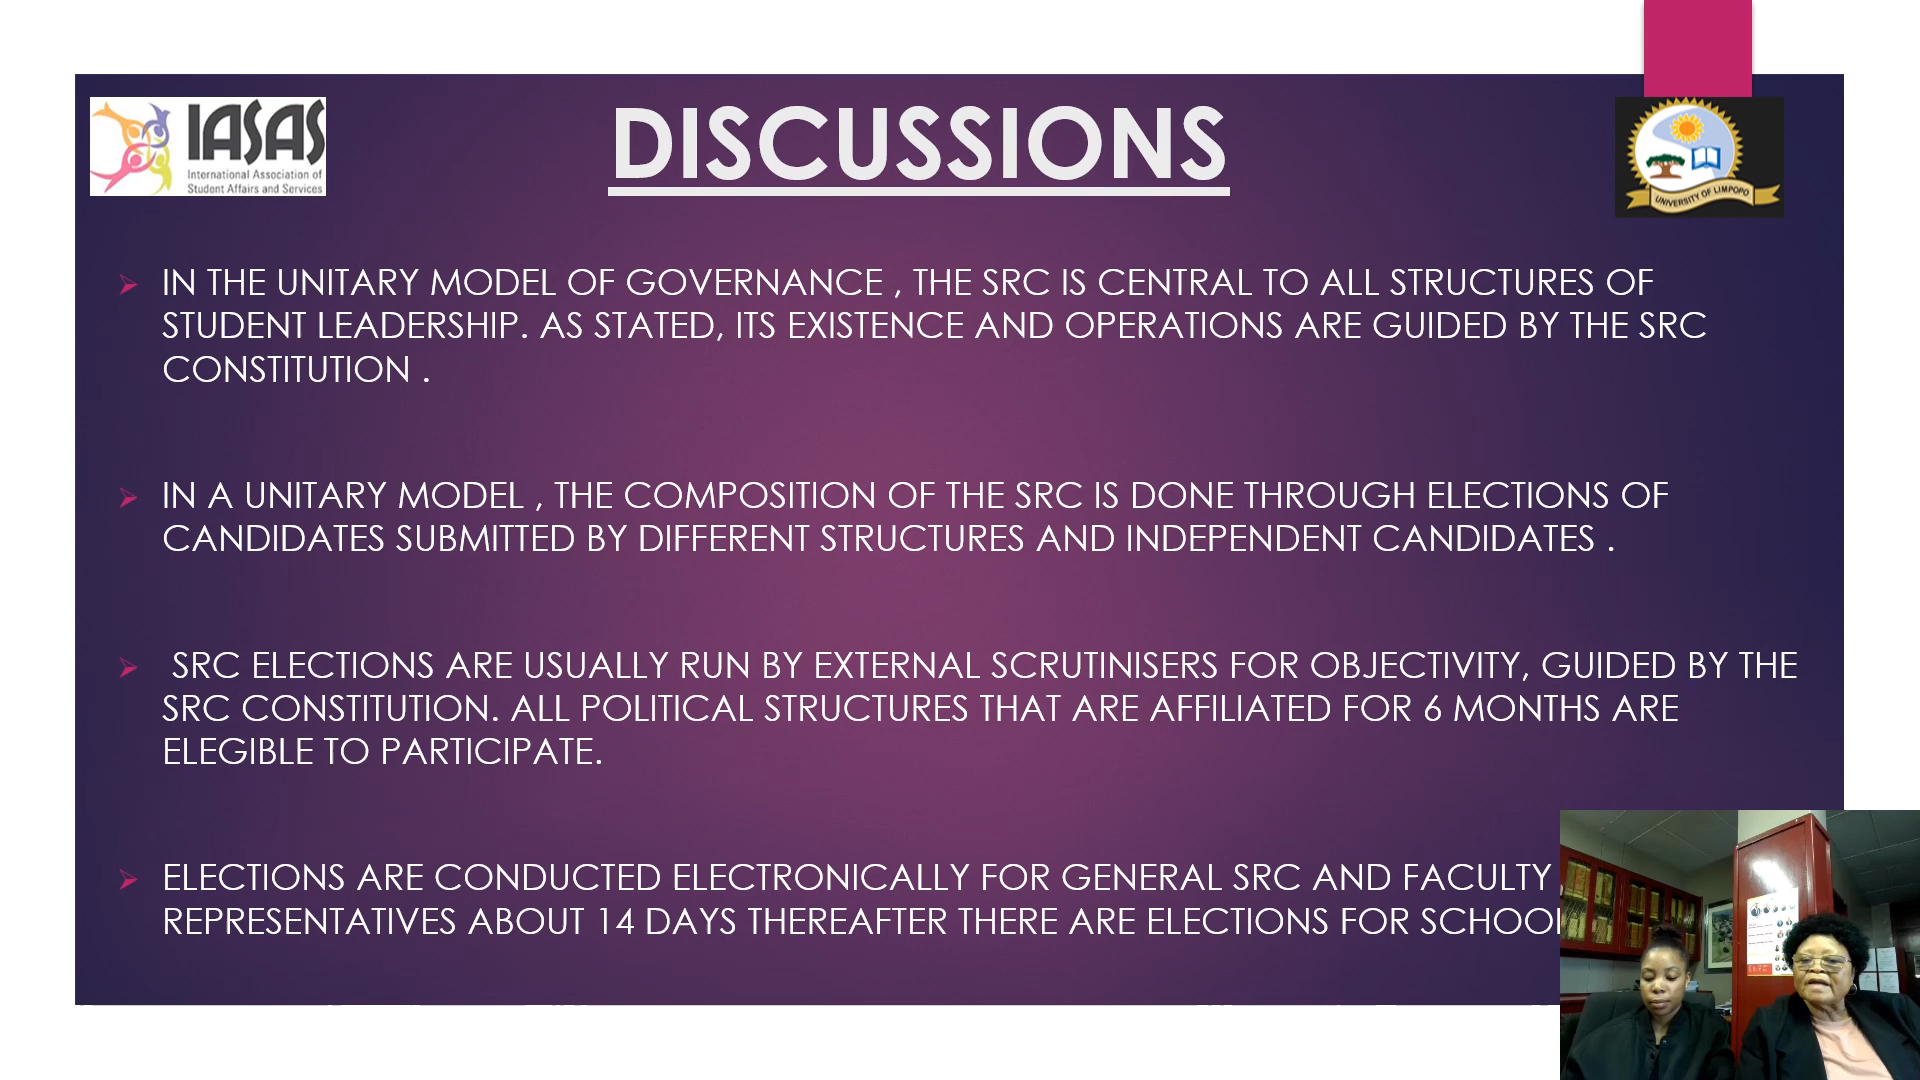 IASAS
International Association of
Student Affairs and Services
DISCUSSIONS
UNIVERSITY OF LIMPOPO
IN THE UNITARY MODEL OF GOVERNANCE , THE SRC IS CENTRAL TO ALL STRUCTURES OF
STUDENT LEADERSHIP. AS STATED, ITS EXISTENCE AND OPERATIONS ARE GUIDED BY THE SRC
CONSTITUTION .
IN A UNITARY MODEL , THE COMPOSITION OF THE SRC IS DONE THROUGH ELECTIONS OF
CANDIDATES SUBMITTED BY DIFFERENT STRUCTURES AND INDEPENDENT CANDIDATES .
SRC ELECTIONS ARE USUALLY RUN BY EXTERNAL SCRUTINISERS FOR OBJECTIVITY, GUIDED BY THE
SRC CONSTITUTION. ALL POLITICAL STRUCTURES THAT ARE AFFILIATED FOR 6 MONTHS ARE
ELEGIBLE TO PARTICIPATE.
ELECTIONS ARE CONDUCTED ELECTRONICALLY FOR GENERAL SRC AND FACULTY
REPRESENTATIVES ABOUT 14 DAYS THEREAFTER THERE ARE ELECTIONS FOR